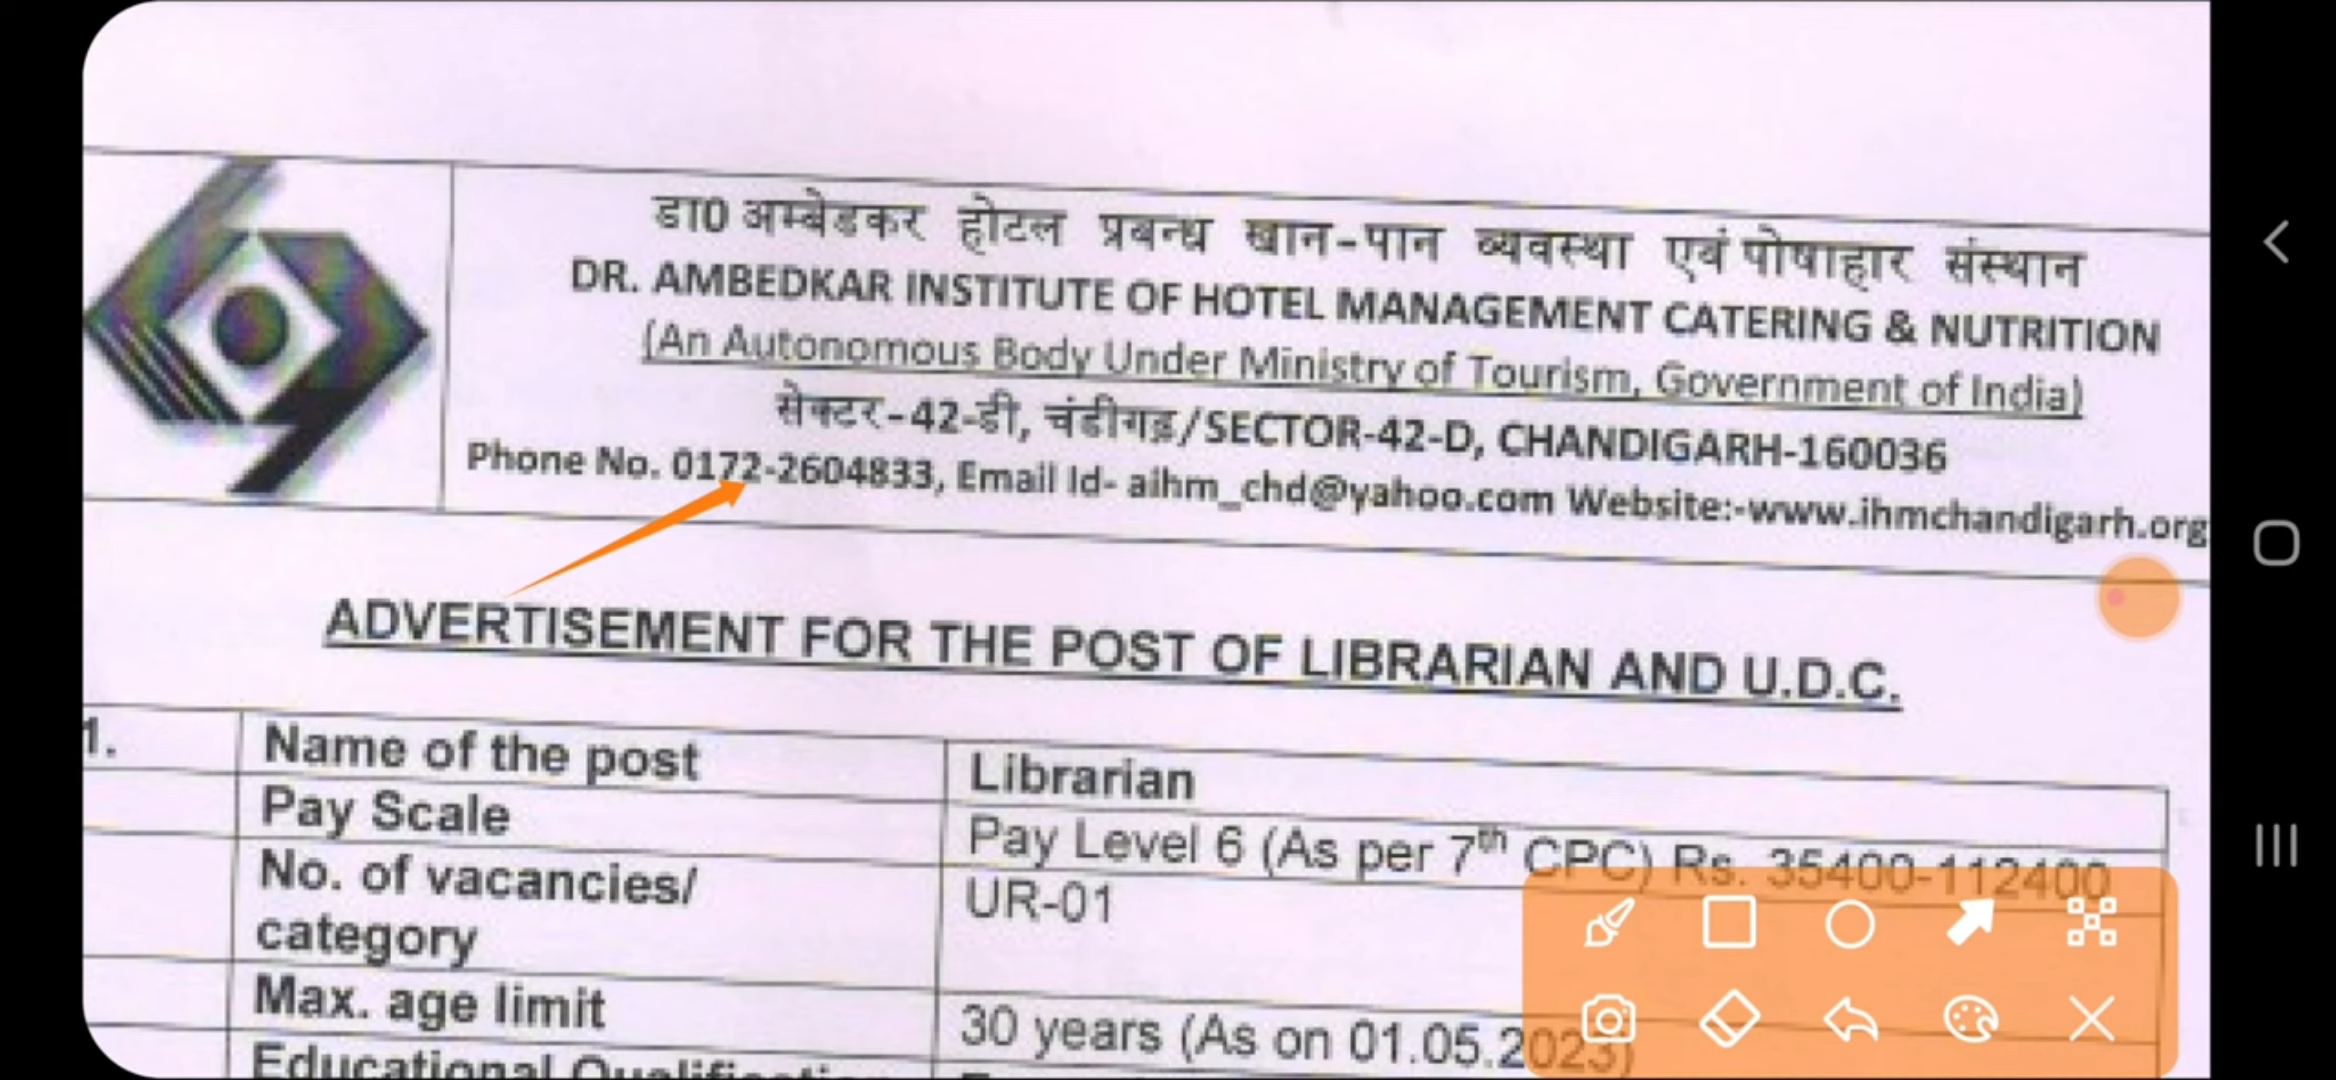 डा0 अम्बेडकर होटल प्रबन्ध खान-पान व्यवस्था एवं पोषाहार संस्थान
DR. AMBEDKAR INSTITUTE OF HOTEL MANAGEMENT CATERING & NUTRITION
(An Autonomous Body Under Ministry of Tourism, Government of India)
सेक्टर-42-डी, चंडीगढ़/SECTOR-42-D, CHANDIGARH-160036
Phone No. 0172-2604833, Email Id- aihm_chd@yahoo.com Website:-www.ihmchandigarh.org
ADVERTISEMENT FOR THE POST OF LIBRARIAN AND U.D.C.
1. Name of the post Librarian
Pay Scale Pay Level 6 (As per 7th CPC) Rs. 35400-112400
No. of vacancies/ UR-01
category
Max. age limit 30 years (As on 01.05.2023)
Educational Qualification